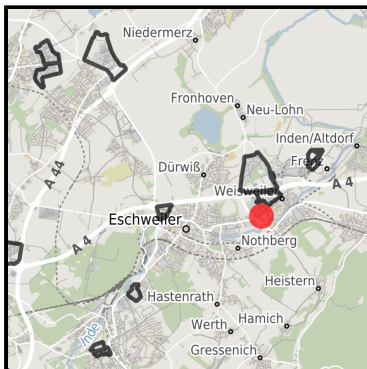 Niedermerz
Fronhoven
Neu-Lohn
Inden/Altdorf
Frenz
A 44
Dürwiß
Weisweiler
A 4
Eschweiler
A 4
Nothberg
Heistern
Hastenrath
Inde
Hamich
Werth
Gressenich